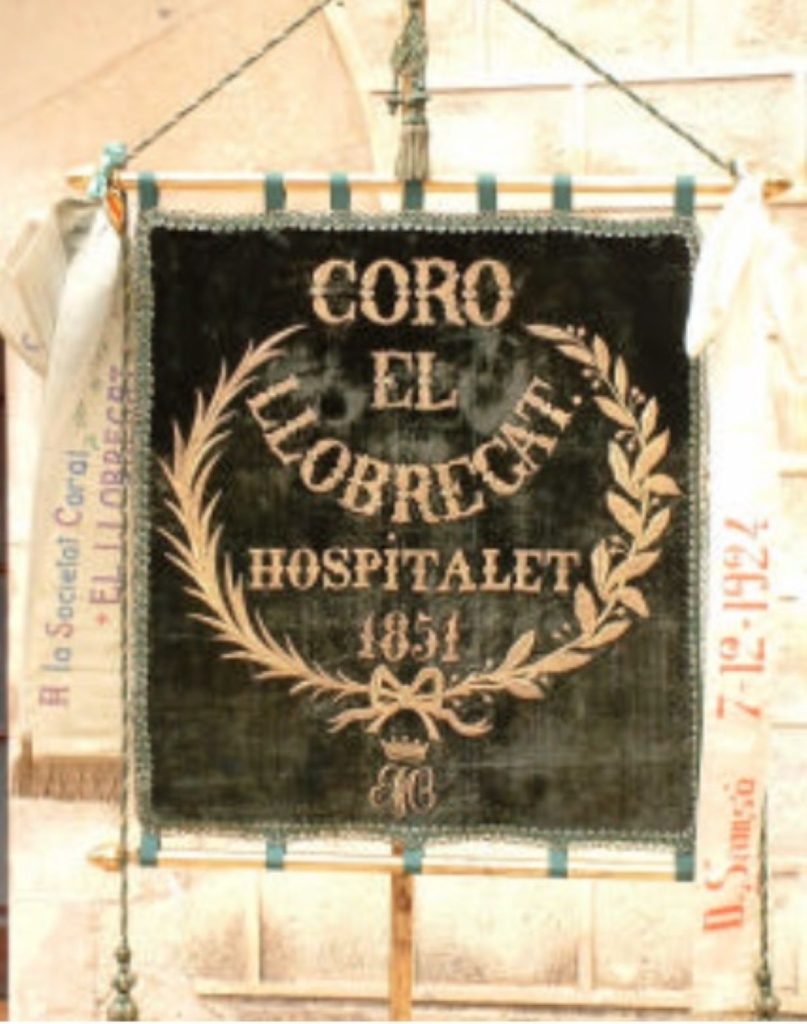 CORO
EL
LLOBREGAT.
HOSPITALET
1851
A la Societat Coral
+ EL LLOBREGAT
7-12-1924